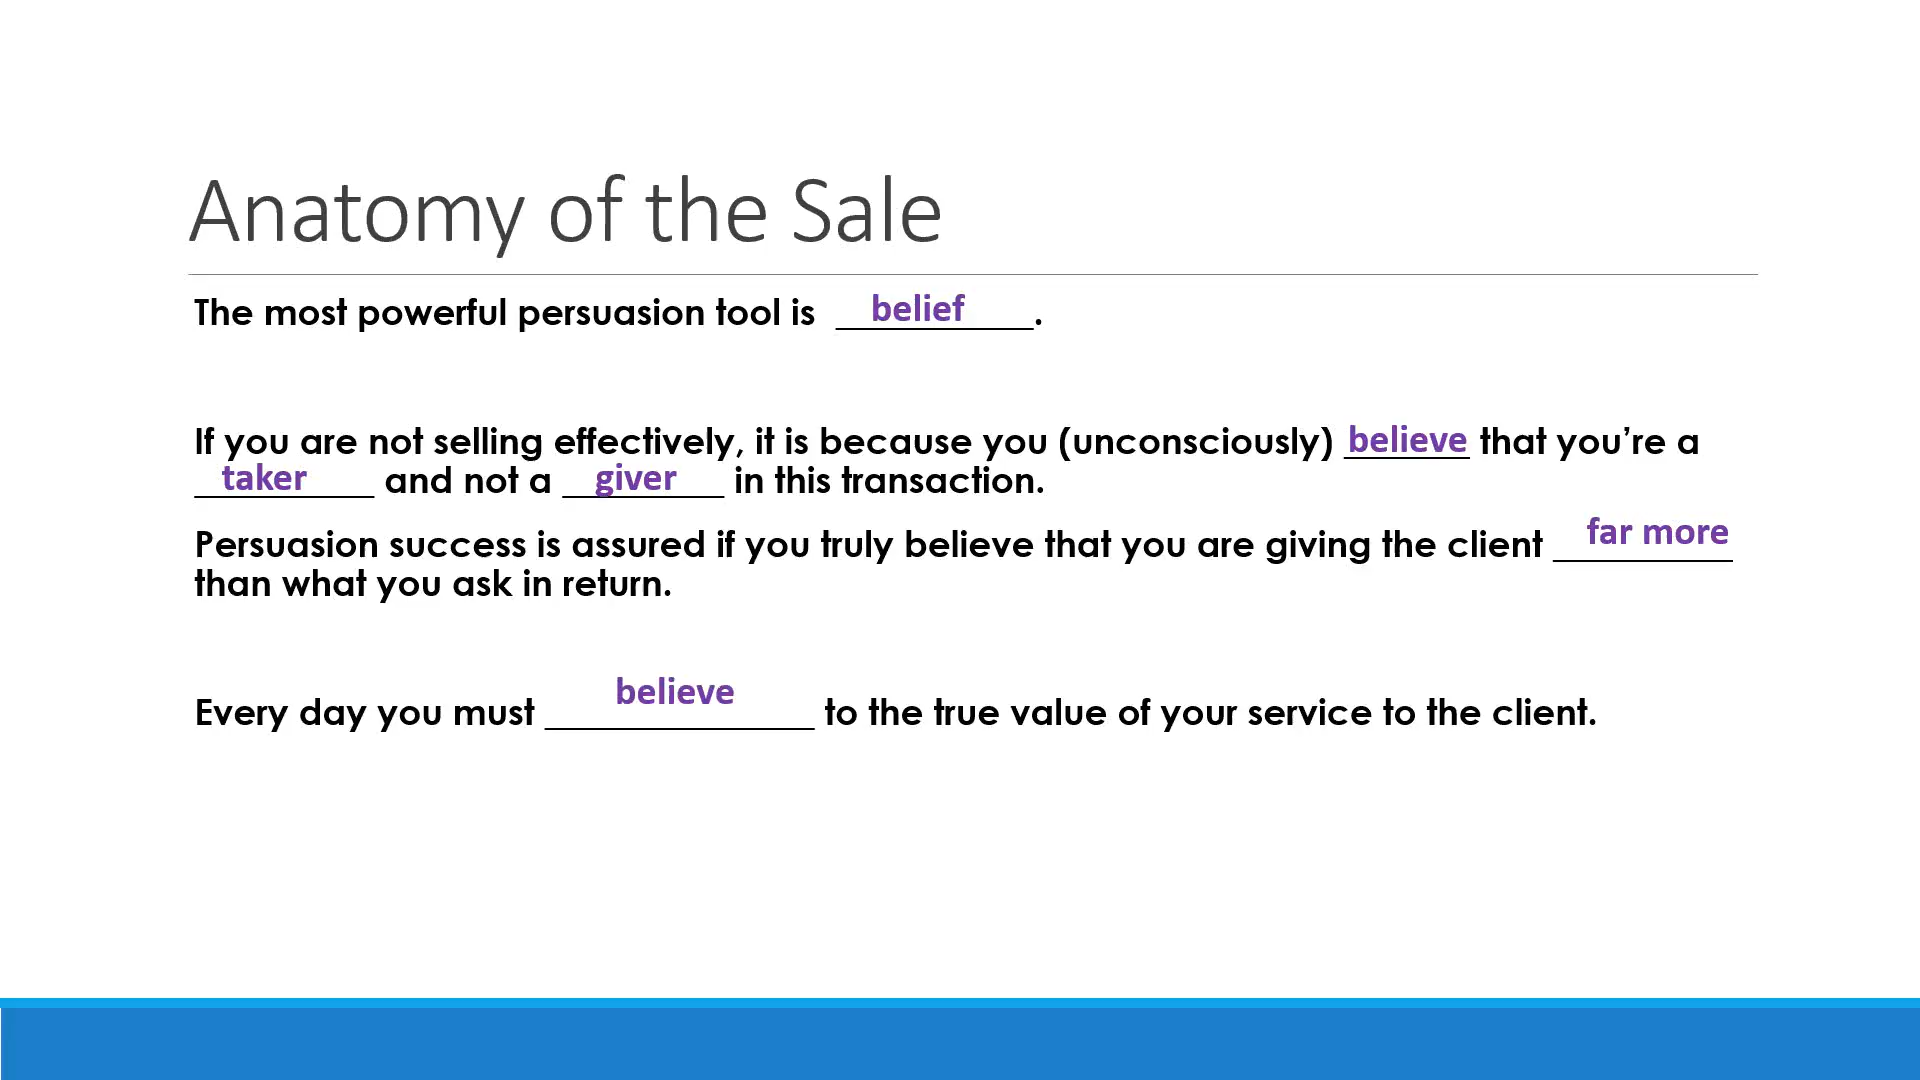 Anatomy of the Sale
The most powerful persuasion tool is belief.
If you are not selling effectively, it is because you (unconsciously) believe that you’re a
taker and not a giver in this transaction.
Persuasion success is assured if you truly believe that you are giving the client far more
than what you ask in return.
Every day you must believe to the true value of your service to the client.